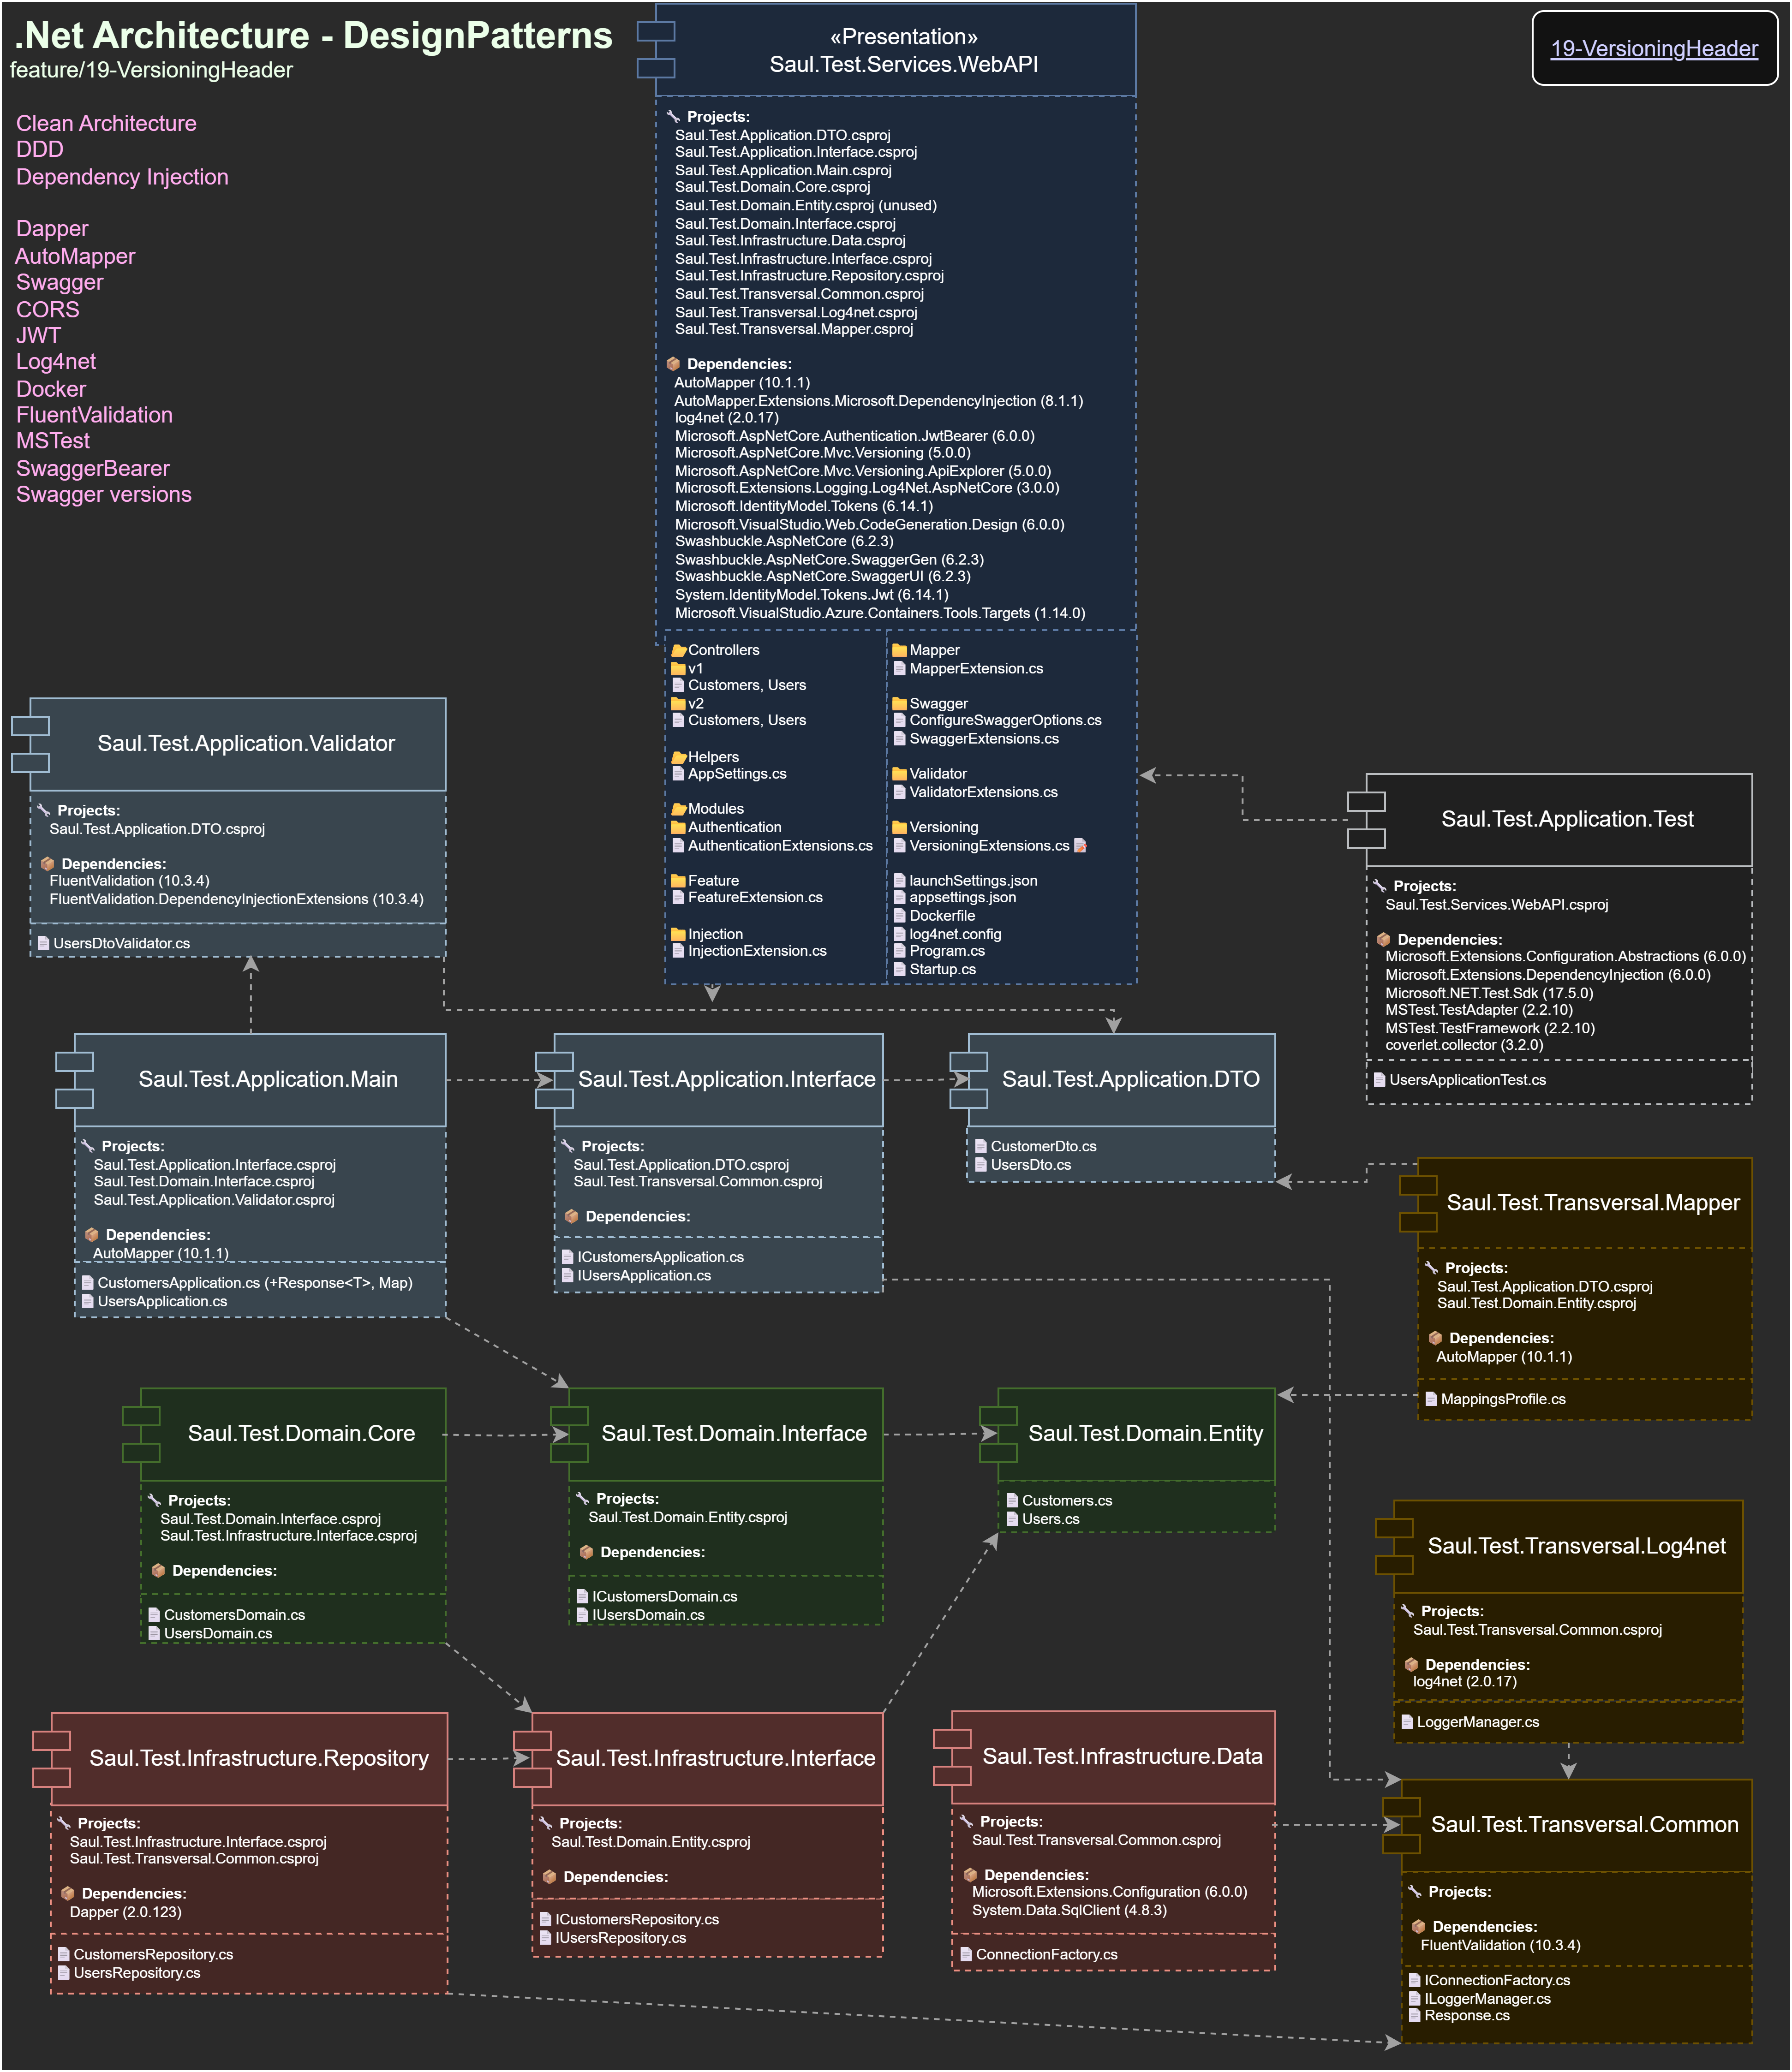 .Net Architecture - DesignPatterns
feature/19-VersioningHeader
Clean Architecture
DDD
Dependency Injection
Dapper
AutoMapper
Swagger
CORS
JWT
Log4net
Docker
FluentValidation
MSTest
SwaggerBearer
Swagger versions
«Presentation»
Saul.Test.Services.WebAPI
Projects:
Saul.Test.Application.DTO.csproj
Saul.Test.Application.Interface.csproj
Saul.Test.Application.Main.csproj
Saul.Test.Domain.Core.csproj
Saul.Test.Domain.Entity.csproj (unused)
Saul.Test.Domain.Interface.csproj
Saul.Test.Infrastructure.Data.csproj
Saul.Test.Infrastructure.Interface.csproj
Saul.Test.Infrastructure.Repository.csproj
Saul.Test.Transversal.Common.csproj
Saul.Test.Transversal.Log4net.csproj
Saul.Test.Transversal.Mapper.csproj
Dependencies:
AutoMapper (10.1.1)
AutoMapper.Extensions.Microsoft.DependencyInjection (8.1.1)
log4net (2.0.17)
Microsoft.AspNetCore.Authentication.JwtBearer (6.0.0)
Microsoft.AspNetCore.Mvc.Versioning (5.0.0)
Microsoft.AspNetCore.Mvc.Versioning.ApiExplorer (5.0.0)
Microsoft.Extensions.Logging.Log4Net.AspNetCore (3.0.0)
Microsoft.IdentityModel.Tokens (6.14.1)
Microsoft.VisualStudio.Web.CodeGeneration.Design (6.0.0)
Swashbuckle.AspNetCore (6.2.3)
Swashbuckle.AspNetCore.SwaggerGen (6.2.3)
Swashbuckle.AspNetCore.SwaggerUI (6.2.3)
System.IdentityModel.Tokens.Jwt (6.14.1)
Microsoft.VisualStudio.Azure.Containers.Tools.Targets (1.14.0)
Controllers
v1
Customers, Users
v2
Customers, Users
Helpers
AppSettings.cs
Modules
Authentication
AuthenticationExtensions.cs
Feature
FeatureExtension.cs
Injection
InjectionExtension.cs
Mapper
MapperExtension.cs
Swagger
ConfigureSwaggerOptions.cs
SwaggerExtensions.cs
Validator
ValidatorExtensions.cs
Versioning
VersioningExtensions.cs
launchSettings.json
appsettings.json
Dockerfile
log4net.config
Program.cs
Startup.cs
19-VersioningHeader
Saul.Test.Application.Validator
Projects:
Saul.Test.Application.DTO.csproj
Dependencies:
FluentValidation (10.3.4)
FluentValidation.DependencyInjectionExtensions (10.3.4)
UsersDtoValidator.cs
Saul.Test.Application.Test
Projects:
Saul.Test.Services.WebAPI.csproj
Dependencies:
Microsoft.Extensions.Configuration.Abstractions (6.0.0)
Microsoft.Extensions.DependencyInjection (6.0.0)
Microsoft.NET.Test.Sdk (17.5.0)
MSTest.TestAdapter (2.2.10)
MSTest.TestFramework (2.2.10)
coverlet.collector (3.2.0)
UsersApplicationTest.cs
Saul.Test.Application.Main
Projects:
Saul.Test.Application.Interface.csproj
Saul.Test.Domain.Interface.csproj
Saul.Test.Application.Validator.csproj
Dependencies:
AutoMapper (10.1.1)
CustomersApplication.cs (+Response<T>, Map)
UsersApplication.cs
Saul.Test.Application.Interface
Projects:
Saul.Test.Application.DTO.csproj
Saul.Test.Transversal.Common.csproj
Dependencies:
ICustomersApplication.cs
IUsersApplication.cs
Saul.Test.Application.DTO
CustomerDto.cs
UsersDto.cs
Saul.Test.Transversal.Mapper
Projects:
Saul.Test.Application.DTO.csproj
Saul.Test.Domain.Entity.csproj
Dependencies:
AutoMapper (10.1.1)
MappingsProfile.cs
Saul.Test.Domain.Core
Projects:
Saul.Test.Domain.Interface.csproj
Saul.Test.Infrastructure.Interface.csproj
Dependencies:
CustomersDomain.cs
UsersDomain.cs
Saul.Test.Domain.Interface
Projects:
Saul.Test.Domain.Entity.csproj
Dependencies:
ICustomersDomain.cs
IUsersDomain.cs
Saul.Test.Domain.Entity
Customers.cs
Users.cs
Saul.Test.Transversal.Log4net
Projects:
Saul.Test.Transversal.Common.csproj
Dependencies:
log4net (2.0.17)
LoggerManager.cs
Saul.Test.Infrastructure.Repository
Projects:
Saul.Test.Infrastructure.Interface.csproj
Saul.Test.Transversal.Common.csproj
Dependencies:
Dapper (2.0.123)
CustomersRepository.cs
UsersRepository.cs
Saul.Test.Infrastructure.Interface
Projects:
Saul.Test.Domain.Entity.csproj
Dependencies:
ICustomersRepository.cs
IUsersRepository.cs
Saul.Test.Infrastructure.Data
Projects:
Saul.Test.Transversal.Common.csproj
Dependencies:
Microsoft.Extensions.Configuration (6.0.0)
System.Data.SqlClient (4.8.3)
ConnectionFactory.cs
Saul.Test.Transversal.Common
Projects:
Dependencies:
FluentValidation (10.3.4)
IConnectionFactory.cs
ILoggerManager.cs
Response.cs